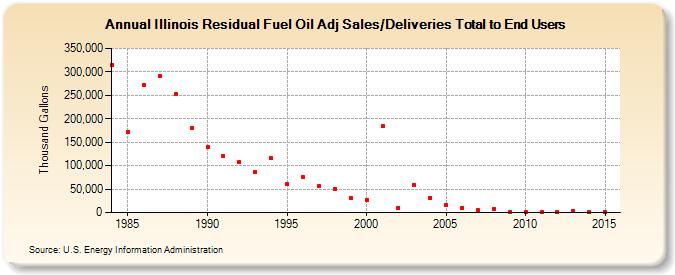 Annual Illinois Residual Fuel Oil Adj Sales/Deliveries Total to End Users
Thousand Gallons
350,000
300,000
250,000
200,000
150,000
100,000
50,000
0
1985 1990 1995 2000 2005 2010 2015
Source: U.S. Energy Information Administration